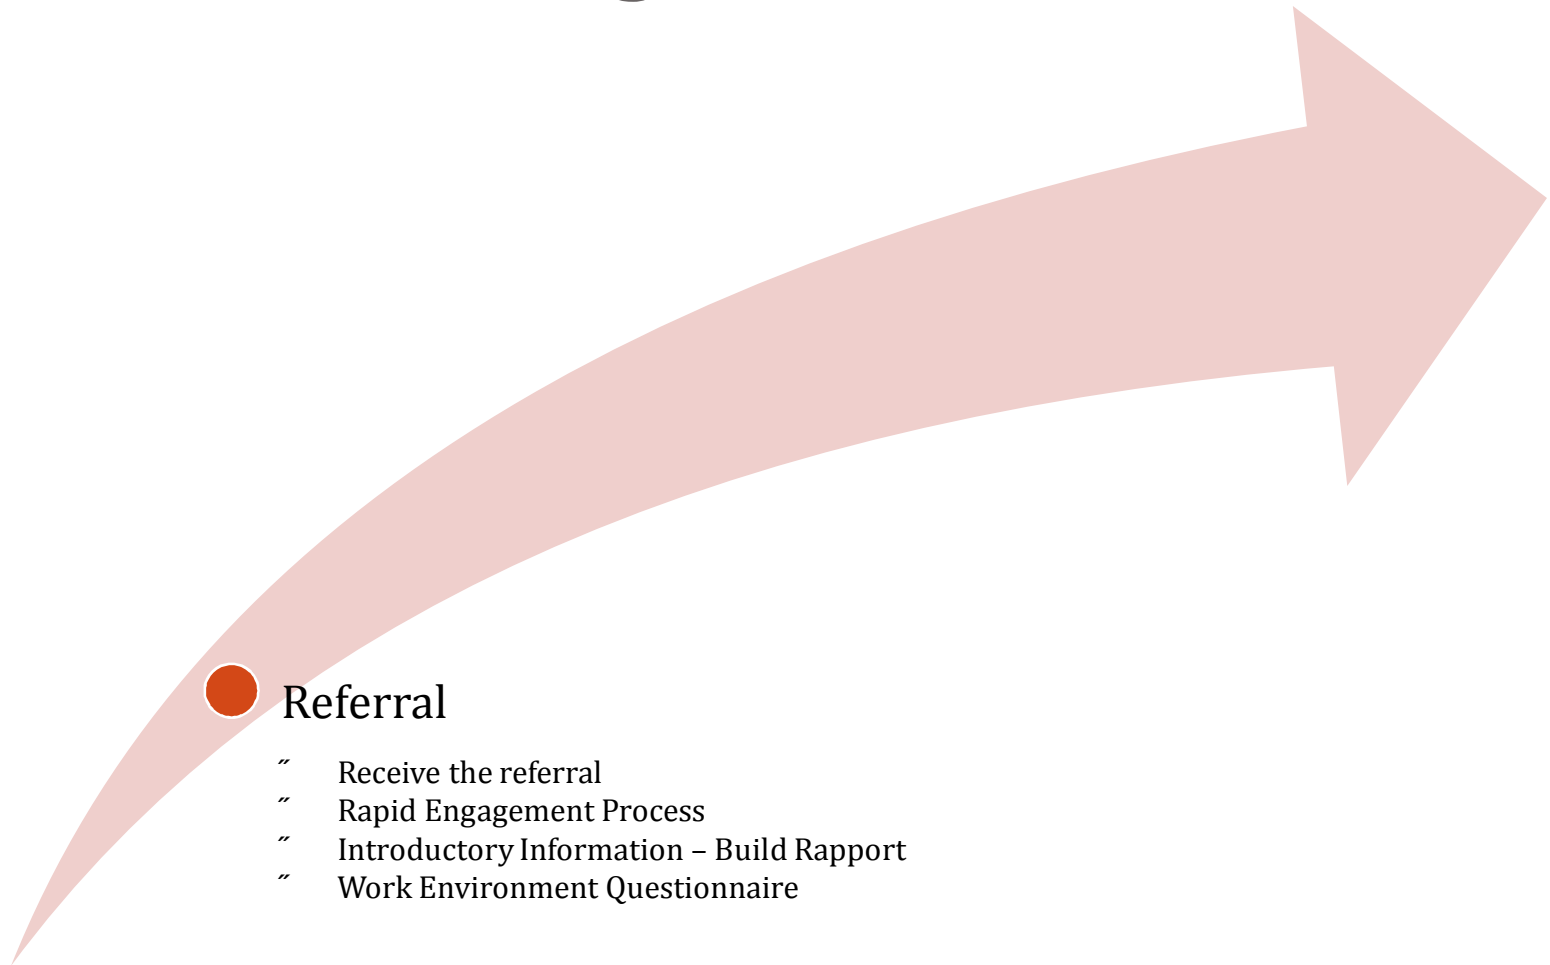 Referral
˝ Receive the referral
˝ Rapid Engagement Process
˝ Introductory Information – Build Rapport
˝ Work Environment Questionnaire